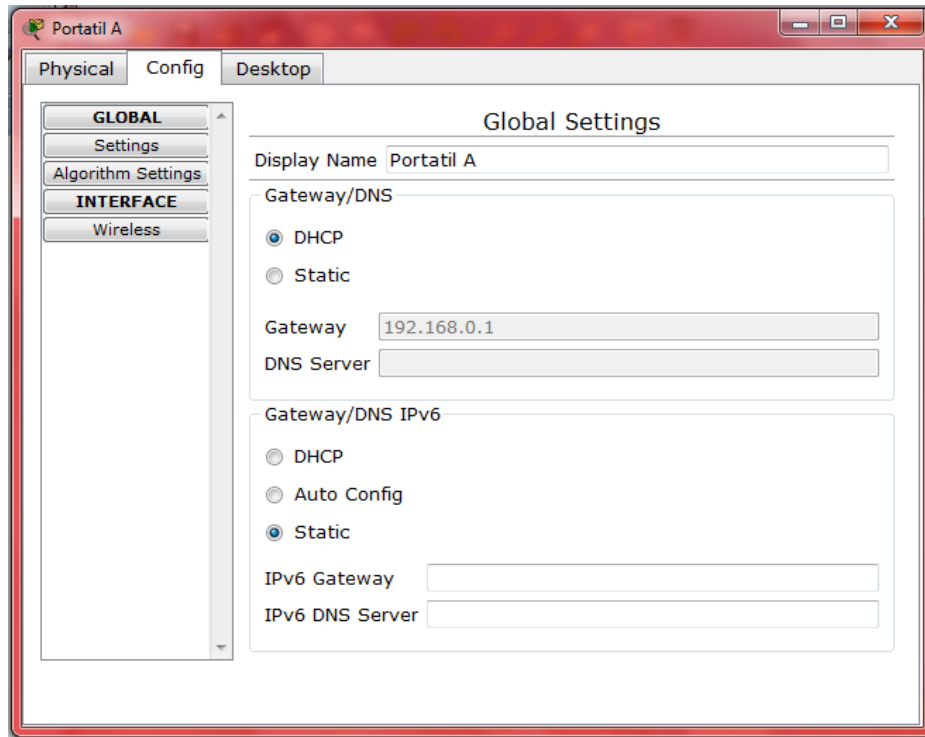 Portatil A
Physical Config Desktop
GLOBAL
Settings
Algorithm Settings
INTERFACE
Wireless
Global Settings
Display Name Portatil A
Gateway/DNS
DHCP
Static
Gateway 192.168.0.1
DNS Server
Gateway/DNS IPv6
DHCP
Auto Config
Static
IPv6 Gateway
IPv6 DNS Server